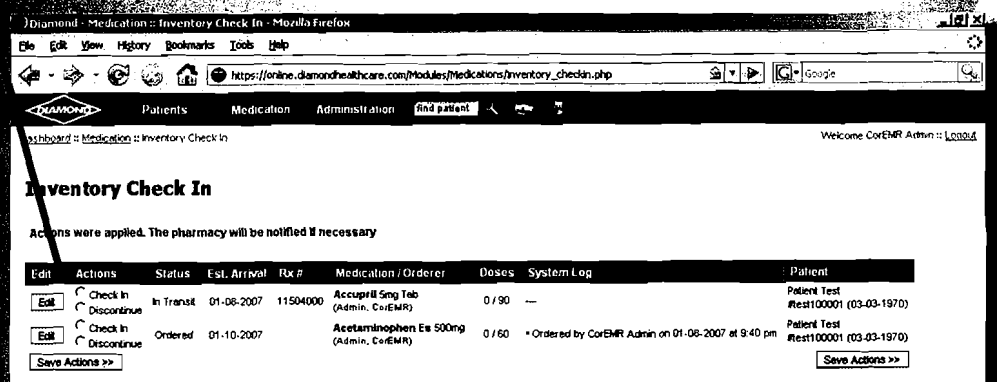 Diamond - Medication :: Inventory Check In - Mozilla Firefox
File Edit View History Bookmarks Tools Help
https://online.diamondhealthcare.com/Modules/Medications/inventory_checkin.php Google
DIAMOND Patients Medication Administration find patient
ashboard :: Medication :: Inventory Check In Welcome CorEMR Admin :: Logout
Inventory Check In
Actions were applied. The pharmacy will be notified if necessary
Edit Actions Status Est. Arrival Rx # Medication / Orderer Doses System Log Patient
Edit Check In Discontinue In Transit 01-08-2007 11504000 Accupril 5mg Tab (Admin, CorEMR) 0 / 90 --- Patient Test #test100001 (03-03-1970)
Edit Check In Discontinue Ordered 01-10-2007 Acetaminophen Es 500mg (Admin, CorEMR) 0 / 60 * Ordered by CorEMR Admin on 01-08-2007 at 9:40 pm Patient Test #test100001 (03-03-1970)
Save Actions >> Save Actions >>